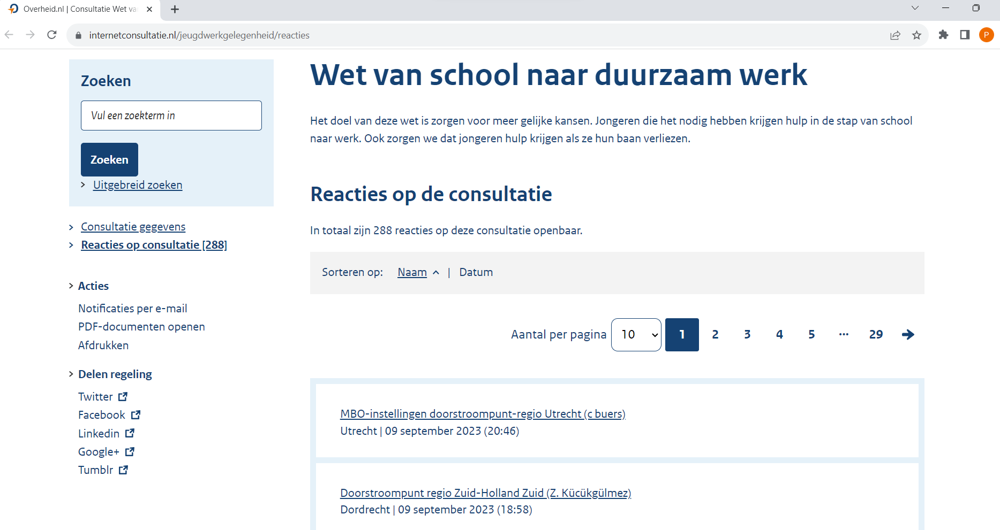 Overheid.nl | Consultatie Wet va
internetconsultatie.nl/jeugdwerkgelegenheid/reacties
P
Zoeken
Vul een zoekterm in
Zoeken
Uitgebreid zoeken
Consultatie gegevens
Reacties op consultatie [288]
Acties
Notificaties per e-mail
PDF-documenten openen
Afdrukken
Delen regeling
Twitter
Facebook
Linkedin
Google+
Tumblr
Wet van school naar duurzaam werk
Het doel van deze wet is zorgen voor meer gelijke kansen. Jongeren die het nodig hebben krijgen hulp in de stap van school
naar werk. Ook zorgen we dat jongeren hulp krijgen als ze hun baan verliezen.
Reacties op de consultatie
In totaal zijn 288 reacties op deze consultatie openbaar.
Sorteren op: Naam | Datum
Aantal per pagina 10 1 2 3 4 5 ... 29
MBO-instellingen doorstroompunt-regio Utrecht (c buers)
Utrecht | 09 september 2023 (20:46)
Doorstroompunt regio Zuid-Holland Zuid (Z. Kücükgülmez)
Dordrecht | 09 september 2023 (18:58)